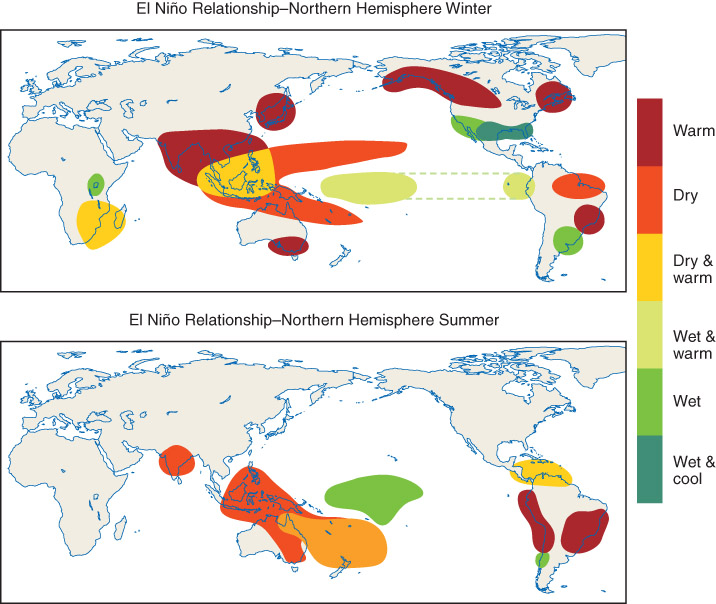 El Niño Relationship–Northern Hemisphere Winter
Warm
Dry
Dry &
warm
Wet &
warm
Wet
Wet &
cool
El Niño Relationship–Northern Hemisphere Summer